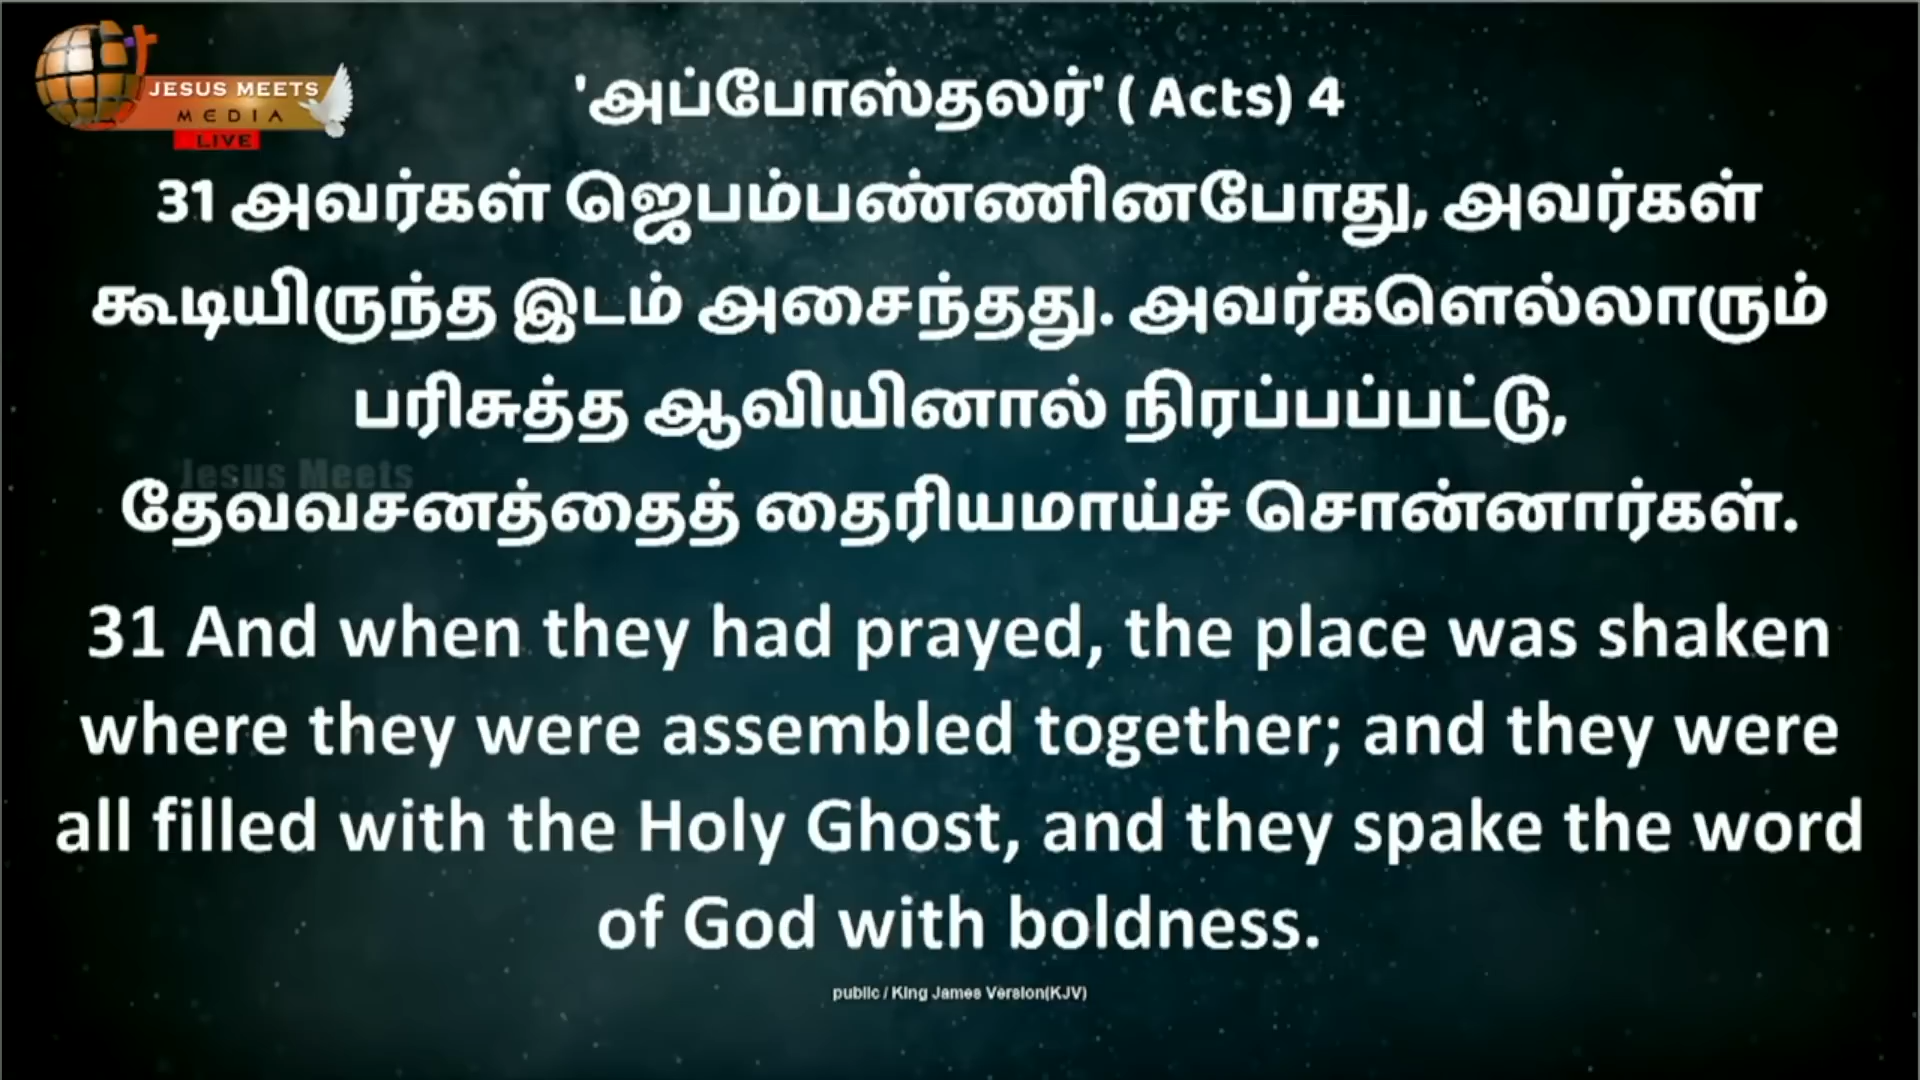 JESUS MEETS
MEDIA
LIVE
'அப்போஸ்தலர்' ( Acts) 4
31 அவர்கள் ஜெபம்பண்ணினபோது, அவர்கள்
கூடியிருந்த இடம் அசைந்தது. அவர்களெல்லாரும்
பரிசுத்த ஆவியினால் நிரப்பப்பட்டு,
Jesus Meets
தேவவசனத்தைத் தைரியமாய்ச் சொன்னார்கள்.
31 And when they had prayed, the place was shaken
where they were assembled together; and they were
all filled with the Holy Ghost, and they spake the word
of God with boldness.
public / King James Version(KJV)